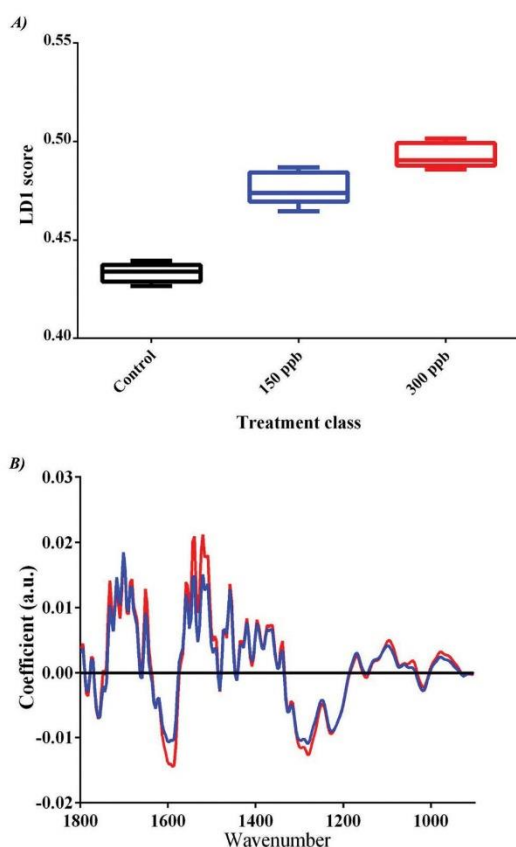 A)
0.55
0.50
0.45
0.40
LD1 score
Control
150 ppb
300 ppb
Treatment class
B)
0.03
0.02
0.01
0.00
-0.01
-0.02
Coefficient (a.u.)
1800 1600 1400 1200 1000
Wavenumber